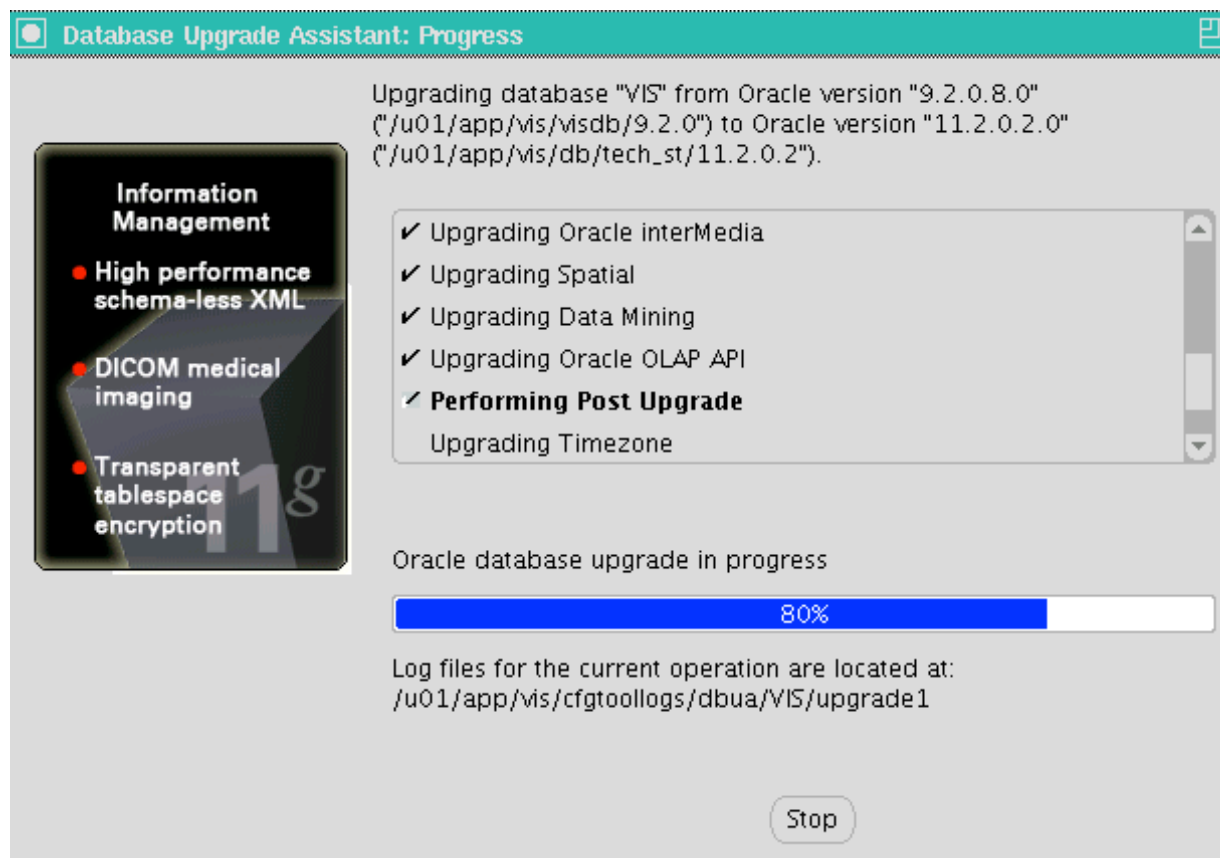 Database Upgrade Assistant: Progress
Upgrading database "VIS" from Oracle version "9.2.0.8.0"
("/u01/app/vis/visdb/9.2.0") to Oracle version "11.2.0.2.0"
("/u01/app/vis/db/tech_st/11.2.0.2").
Information
Management
High performance
schema-less XML
DICOM medical
imaging
Transparent
tablespace
encryption
11g
Upgrading Oracle interMedia
Upgrading Spatial
Upgrading Data Mining
Upgrading Oracle OLAP API
Performing Post Upgrade
Upgrading Timezone
Oracle database upgrade in progress
80%
Log files for the current operation are located at:
/u01/app/vis/cfgtoollogs/dbua/VIS/upgrade1
Stop